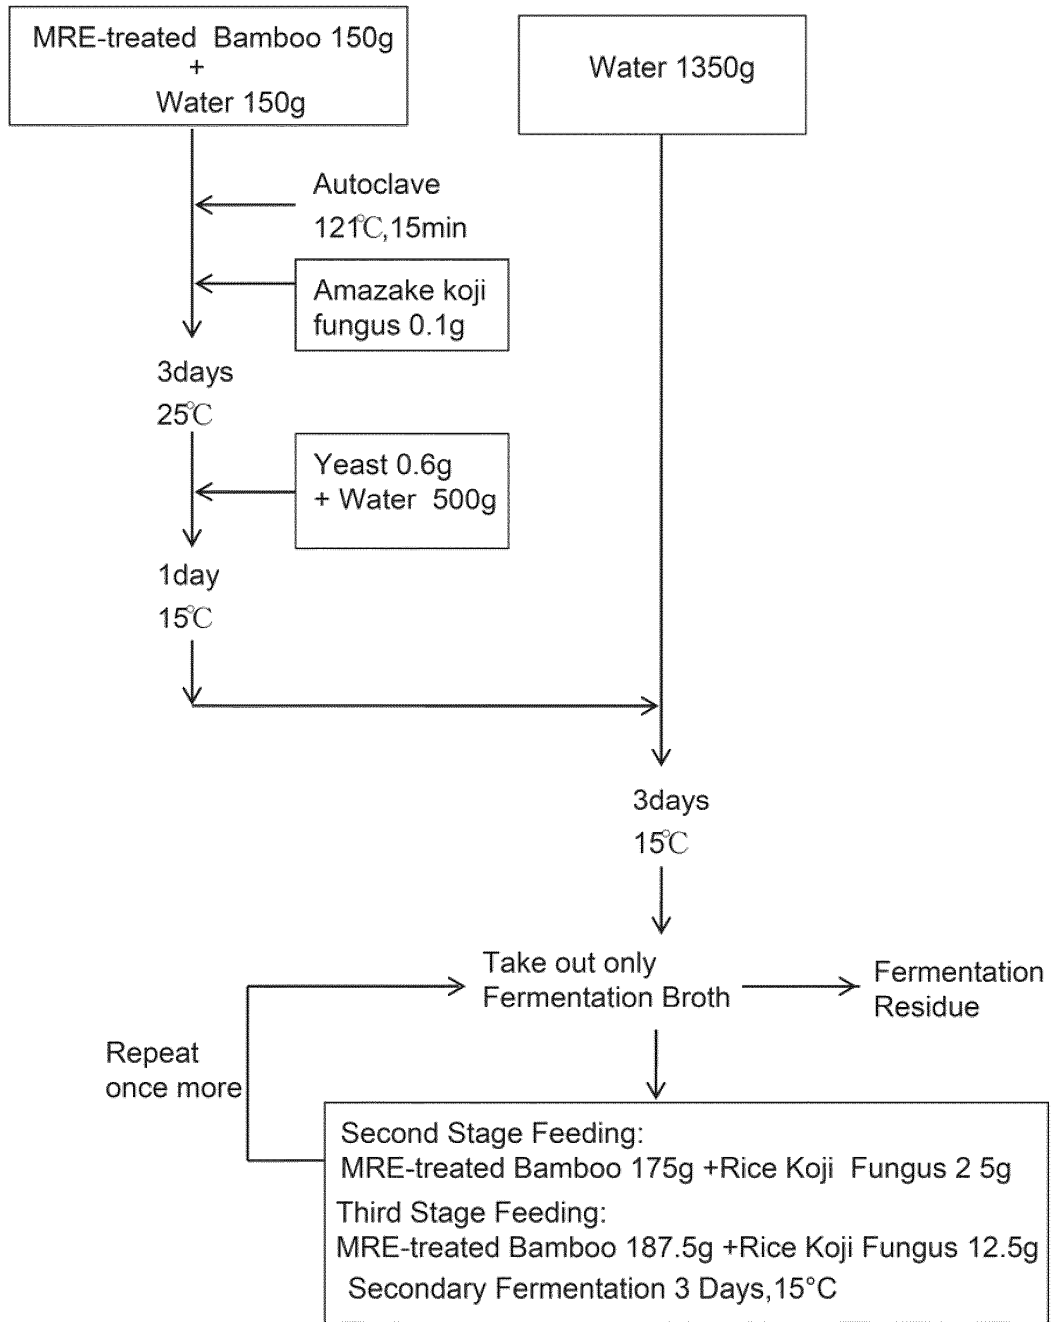 MRE-treated Bamboo 150g
+
Water 150g
Water 1350g
Autoclave
121℃,15min
Amazake koji
fungus 0.1g
3days
25℃
Yeast 0.6g
+ Water 500g
1day
15℃
3days
15℃
Take out only
Fermentation Broth
Fermentation
Residue
Repeat
once more
Second Stage Feeding:
MRE-treated Bamboo 175g +Rice Koji Fungus 2 5g
Third Stage Feeding:
MRE-treated Bamboo 187.5g +Rice Koji Fungus 12.5g
Secondary Fermentation 3 Days,15°C